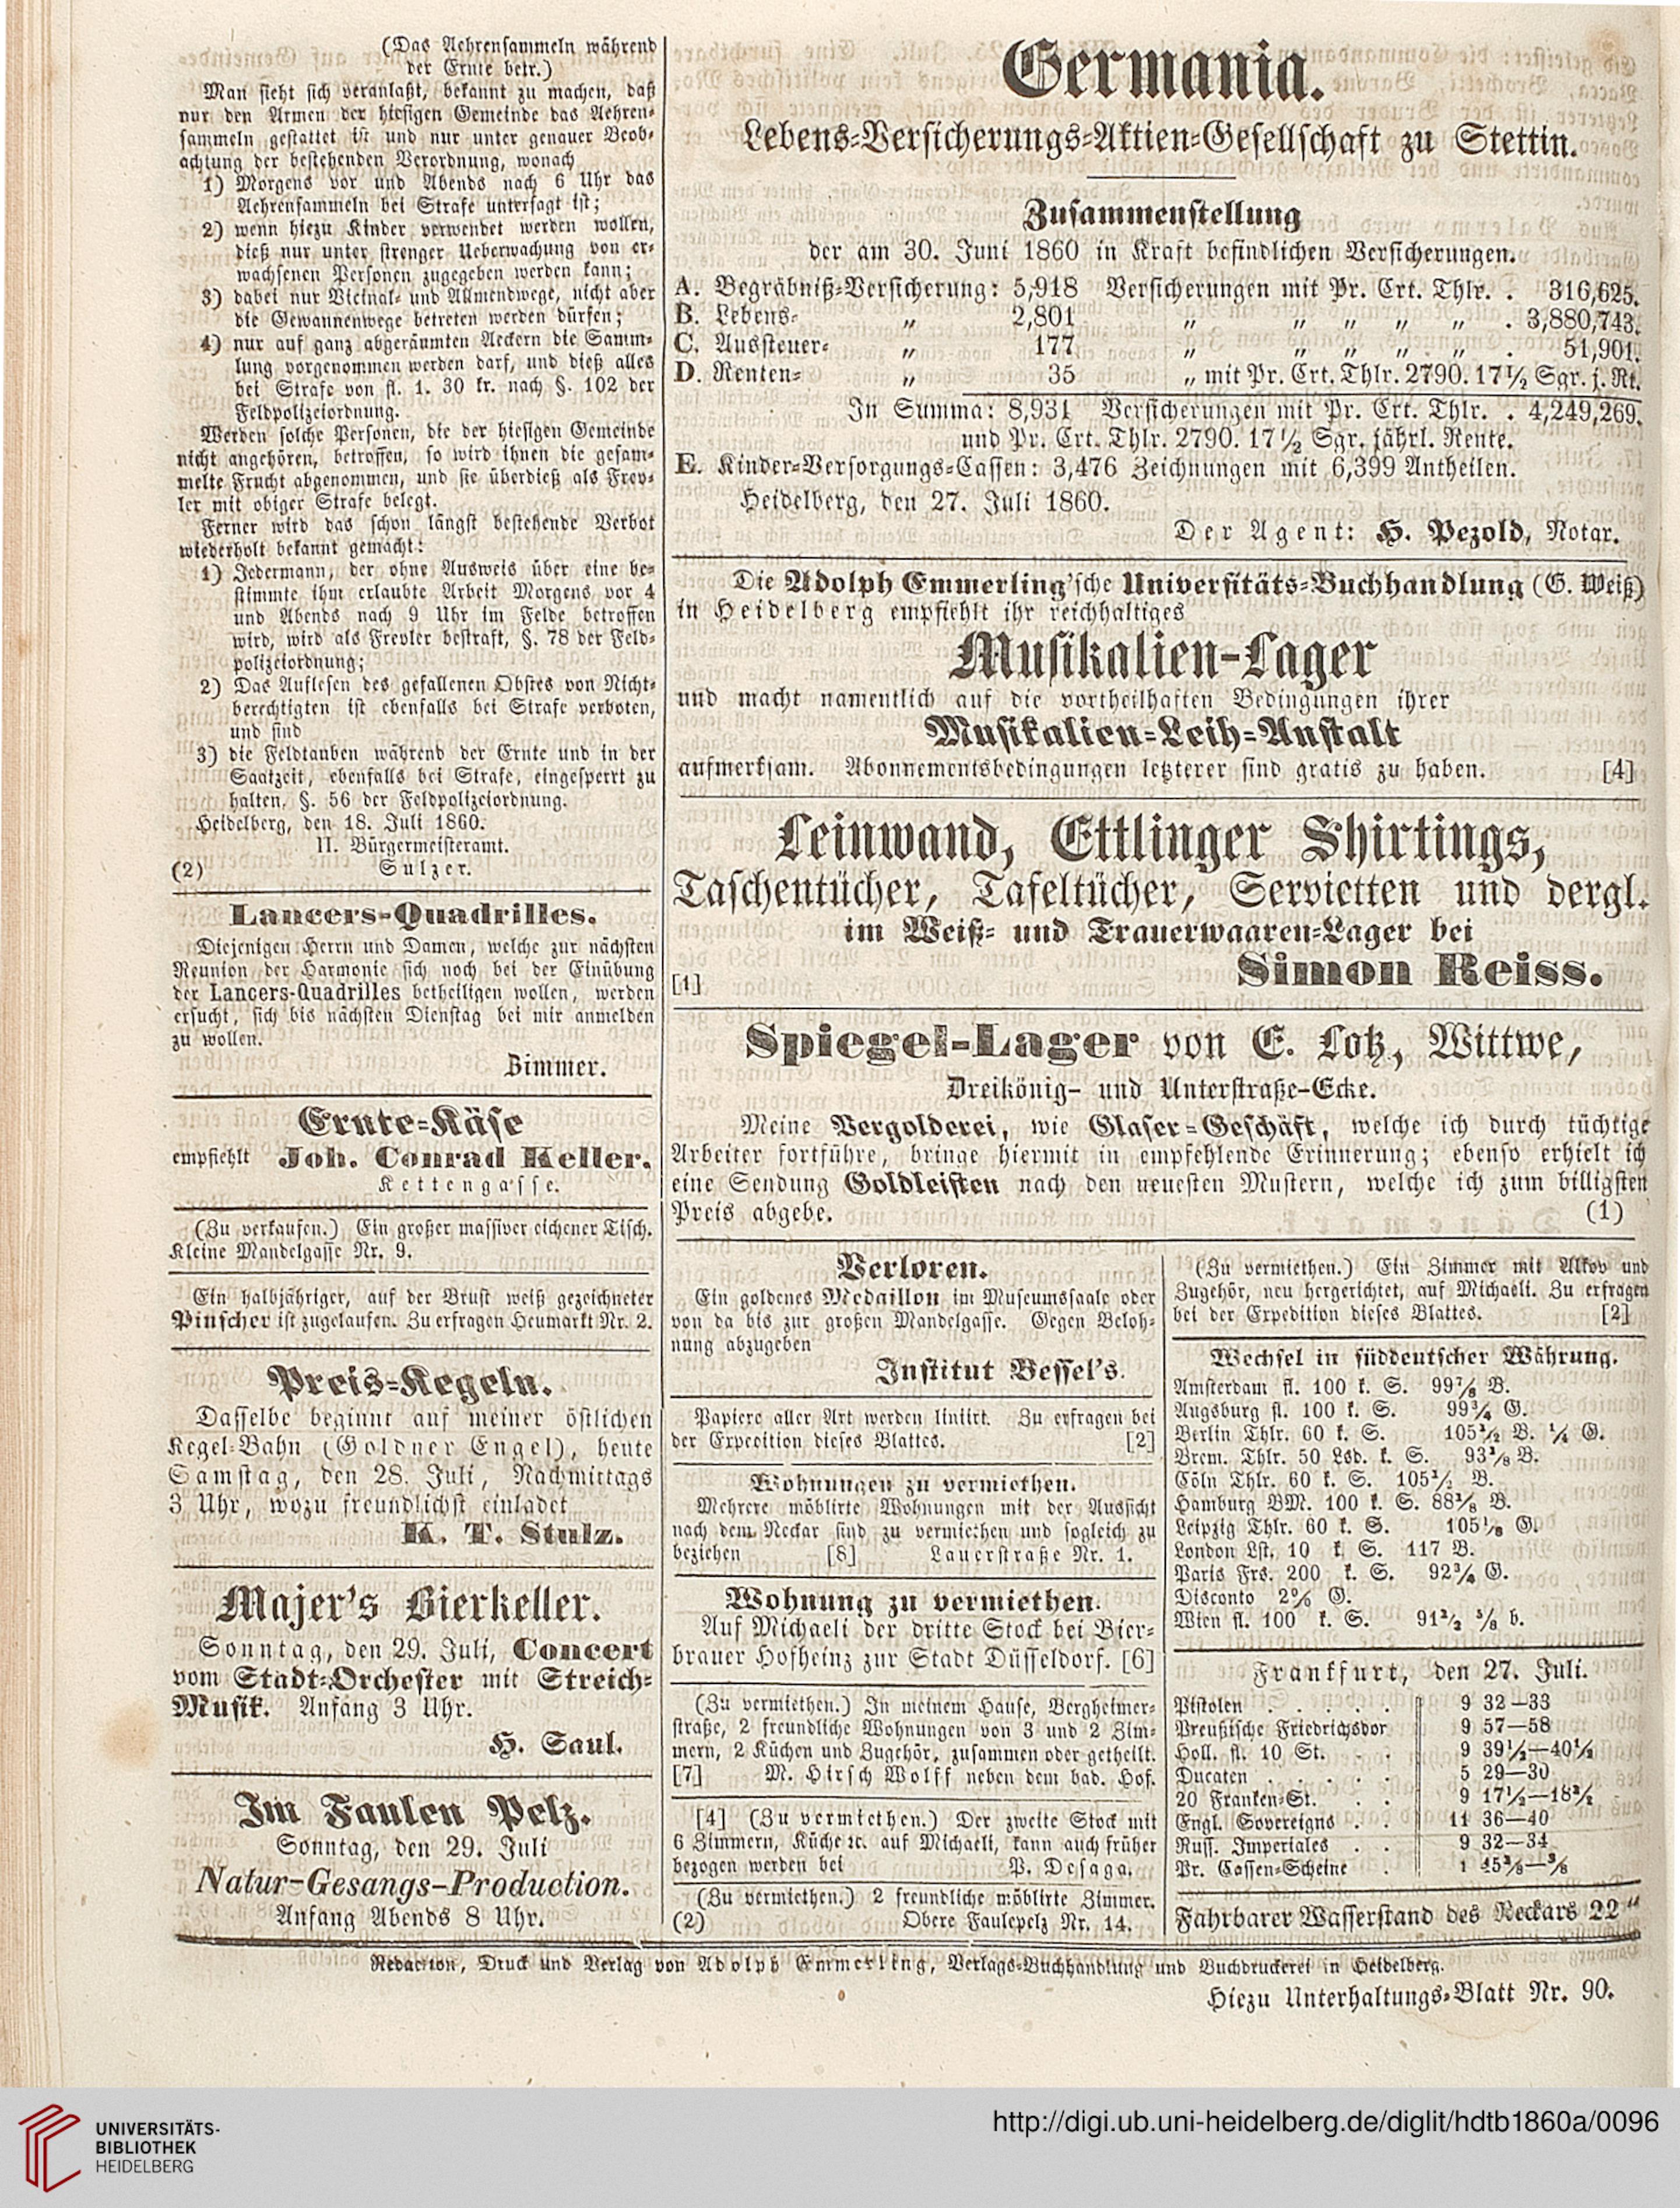 (Das Aehrensammeln während
der Ernte betr.)
Man sieht sich veranlaßt, bekannt zu machen, daß
nur den Armen der hiesigen Gemeinde das Aehren-
sammeln gestattet ist und nur unter genauer Beob-
achtung der bestehenden Verordnung, wonach
1) Morgens vor und Abends nach 6 Uhr das
Aehrensammeln bei Strafe untersagt ist;
2) wenn hiezu Kinder verwendet werden wollen,
dieß nur unter strenger Ueberwachung von er-
wachsenen Personen zugegeben werden kann;
3) dabei nur Vicinal- und Allmendwege, nicht aber
die Gewannenwege betreten werden dürfen;
4) nur auf ganz abgeräumten Aeckern die Samm-
lung vorgenommen werden darf, und dieß alles
bei Strafe von fl. 1. 30 kr. nach §. 102 der
Feldpolizeiordnung.
Werden solche Personen, die der hiesigen Gemeinde
nicht angehören, betroffen, so wird ihnen die gesam-
melte Frucht abgenommen, und sie überdieß als Frev-
ler mit obiger Strafe belegt.
Ferner wird das schon längst bestehende Verbot
wiederholt bekannt gemacht:
1) Jedermann, der ohne Ausweis über eine be-
stimmte ihm erlaubte Arbeit Morgens vor 4
und Abends nach 9 Uhr im Felde betroffen
wird, wird als Frevler bestraft, §. 78 der Feld-
polizeiordnung;
2) Das Auflesen des gefallenen Obstes von Nicht-
berechtigten ist ebenfalls bei Strafe verboten,
und sind
3) die Feldtauben während der Ernte und in der
Saatzeit, ebenfalls bei Strafe, eingesperrt zu
halten. §. 56 der Feldpolizeiordnung.
Heidelberg, den 18. Juli 1860.
II. Bürgermeisteramt.
(2) Sulzer.
Lancers-Quadrilles.
Diejenigen Herrn und Damen, welche zur nächsten
Reunion der Harmonie sich noch bei der Einübung
der Lancers-Quadrilles betheiligen wollen, werden
ersucht, sich bis nächsten Dienstag bei mir anmelden
zu wollen.
Zimmer.
Ernte-Käse
empfiehlt Joh. Conrad Keller.
Kettengasse.
(Zu verkaufen.) Ein großer massiver eichener Tisch.
Kleine Mandelgasse Nr. 9.
Ein halbjähriger, auf der Brust weiß gezeichneter
Pinscher ist zugelaufen. Zu erfragen Heumarkt Nr. 2.
Preis-Kegeln.
Dasselbe beginnt auf meiner östlichen
Kegel-Bahn (Goldner Engel), heute
Samstag, den 28. Juli, Nachmittags
3 Uhr, wozu freundlichst einladet
K. T. Stulz.
Majer's Bierkeller.
Sonntag, den 29. Juli, Concert
vom Stadt-Orchester mit Streich-
Musik. Anfang 3 Uhr.
H. Saul.
Im Faulen Pelz.
Sonntag, den 29. Juli
Natur-Gesangs-Production.
Anfang Abends 8 Uhr.
Germania.
Lebens-Versicherungs-Aktien-Gesellschaft zu Stettin.
Zusammenstellung
der am 30. Juni 1860 in Kraft befindlichen Versicherungen.
A. Begräbniß-Versicherung: 5,918 Versicherungen mit Pr. Crt. Thlr. . 316,625.
B. Lebens- „ 2,801 „ „ „ „ „ . 3,880,743.
C. Aussteuer- „ 177 „ „ „ „ „ . 51,901.
D. Renten- „ 35 „ mit Pr. Crt. Thlr. 2790. 17½ Sgr. j. Rt.
In Summa: 8,931 Versicherungen mit Pr. Crt. Thlr. . 4,249,269.
und Pr. Crt. Thlr. 2790. 17½ Sgr. jährl. Rente.
E. Kinder-Versorgungs-Cassen: 3,476 Zeichnungen mit 6,399 Antheilen.
Heidelberg, den 27. Juli 1860.
Der Agent: H. Pezold, Notar.
Die Adolph Emmerling'sche Universitäts-Buchhandlung (G. Weiß)
in Heidelberg empfiehlt ihr reichhaltiges
Musikalien-Lager
und macht namentlich auf die vortheilhaften Bedingungen ihrer
Musikalien-Leih-Anstalt
aufmerksam. Abonnementsbedingungen letzterer sind gratis zu haben. [4]
Leinwand, Ettlinger Shirtings,
Taschentücher, Tafeltücher, Servietten und dergl.
im Weiß- und Trauerwaaren-Lager bei
[1] Simon Reiss.
Spiegel-Lager von E. Lotz, Wittwe,
Dreikönig- und Unterstraße-Ecke.
Meine Vergolderei, wie Glaser-Geschäft, welche ich durch tüchtige
Arbeiter fortführe, bringe hiermit in empfehlende Erinnerung; ebenso erhielt ich
eine Sendung Goldleisten nach den neuesten Mustern, welche ich zum billigsten
Preis abgebe. (1)
Verloren.
Ein goldenes Medaillon im Museumssaale oder
von da bis zur großen Mandelgasse. Gegen Beloh-
nung abzugeben
Institut Bessel's.
Papiere aller Art werden liniirt. Zu erfragen bei
der Expedition dieses Blattes. [2]
Wohnungen zu vermiethen.
Mehrere möblirte Wohnungen mit der Aussicht
nach dem Neckar sind zu vermiethen und sogleich zu
beziehen [8] Lauerstraße Nr. 1.
Wohnung zu vermiethen.
Auf Michaeli der dritte Stock bei Bier-
brauer Hofheinz zur Stadt Düsseldorf. [6]
(Zu vermiethen.) In meinem Hause, Bergheimer-
straße, 2 freundliche Wohnungen von 3 und 2 Zim-
mern, 2 Küchen und Zugehör, zusammen oder getheilt.
[7] M. Hirsch Wolff neben dem bad. Hof.
[4] (Zu vermiethen.) Der zweite Stock mit
6 Zimmern, Küche ꝛc. auf Michaeli, kann auch früher
bezogen werden bei P. Desaga.
(Zu vermiethen.) 2 freundliche möblirte Zimmer.
(2) Obere Faulepelz Nr. 14.
(Zu vermiethen.) Ein Zimmer mit Alkov und
Zugehör, neu hergerichtet, auf Michaeli. Zu erfragen
bei der Expedition dieses Blattes. [2]
Wechsel in süddeutscher Währung.
Amsterdam fl. 100 k. S. 99⅞ B.
Augsburg fl. 100 k. S. 99¾ G.
Berlin Thlr. 60 k. S. 105½ B. ¼ G.
Brem. Thlr. 50 Lsd. k. S. B.
Cöln Thlr. 60 k. S. 105½ B.
Hamburg BM. 100 k. S. B.
Leipzig Thlr. 60 k. S. 105⅛ G.
London Lst. 10 k. S. 117 B.
Paris Frs. 200 k. S. 92¾ G.
Disconto 2% G.
Wien fl. 100 k. S. 91½ ⅝ b.
Frankfurt, den 27. Juli.
Pistolen . . . . 9 32—33
Preußische Friedrichsdor 9 57—58
Holl. fl. 10 St. . . 9 39½—40½
Ducaten . . . . 5 29—30
20 Franken-St. . . 9 17½—18½
Engl. Sovereigns . . 11 36—40
Russ. Imperiales . . 9 32—34
Pr. Cassen-Scheine . 1
Fahrbarer Wasserstand des Neckars 22"
Redaction, Druck und Verlag von Adolph Emmerling, Verlags-Buchhandlung und Buchdruckerei in Heidelberg.
Hiezu Unterhaltungs-Blatt Nr. 90.
UNIVERSITÄTS-
BIBLIOTHEK
HEIDELBERG
http://digi.ub.uni-heidelberg.de/diglit/hdtb1860a/0096